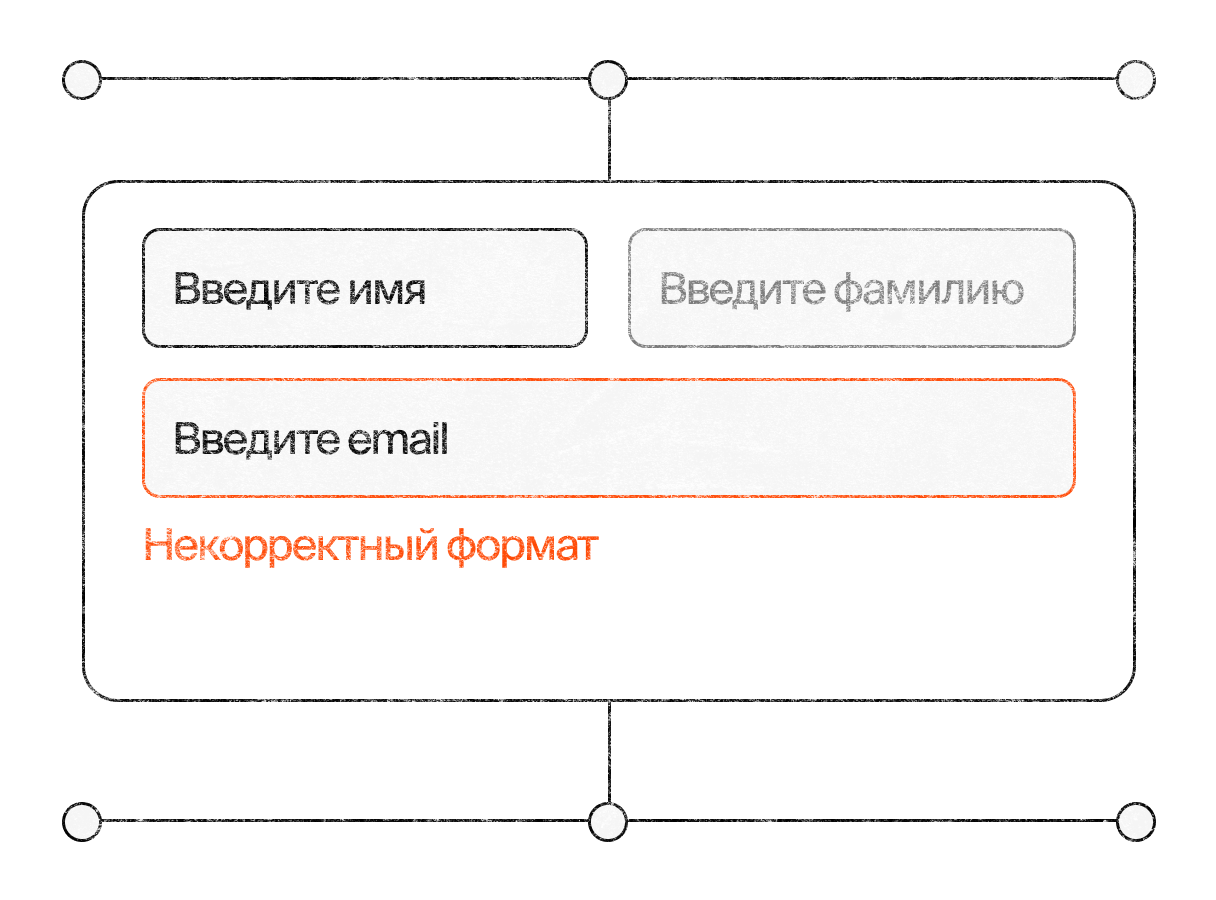 Введите имя
Введите фамилию
Введите email
Некорректный формат